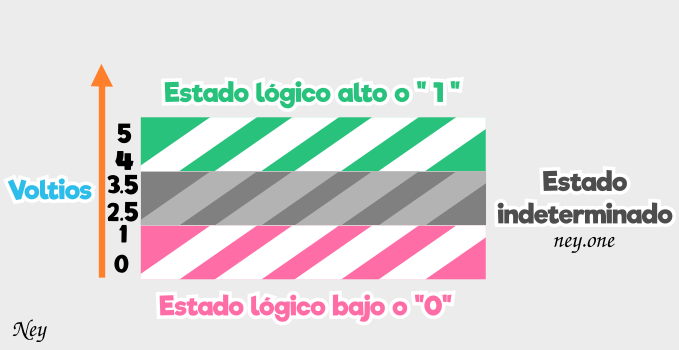 Estado lógico alto o " 1 "
5
4
Voltios
3.5
2.5
1
0
Estado
indeterminado
ney.one
Estado lógico bajo o "0"
Ney